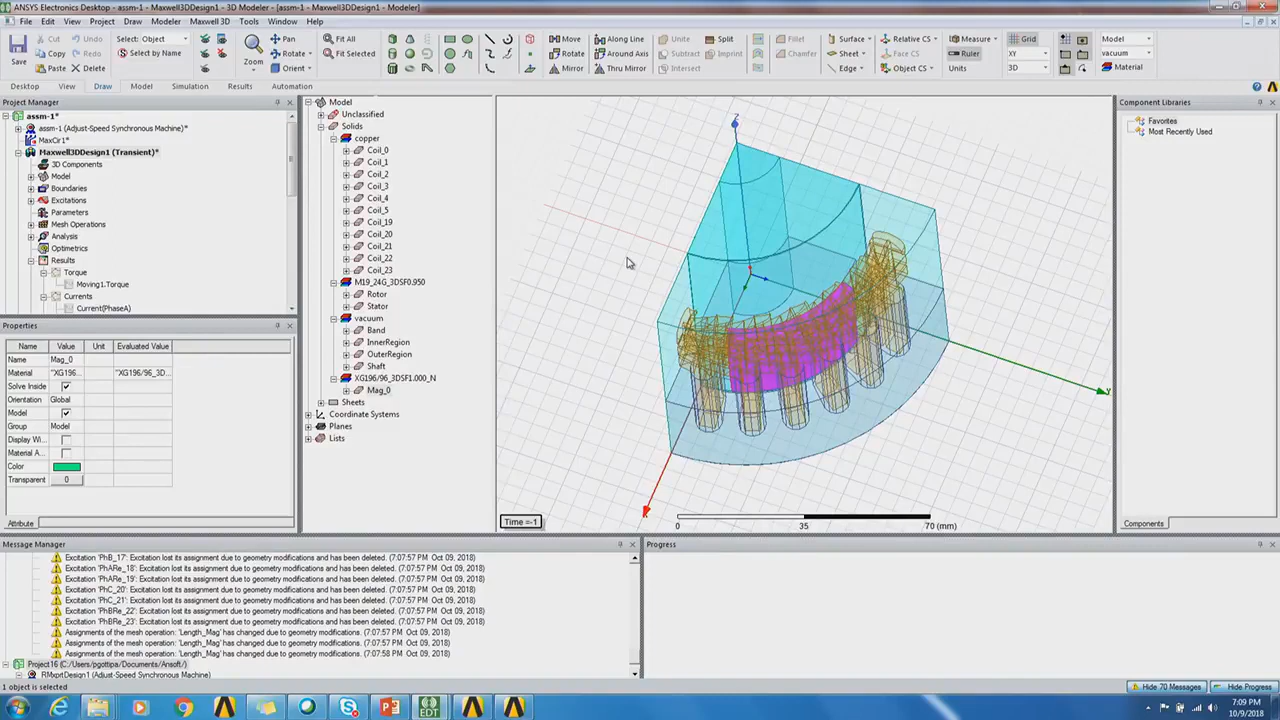 ANSYS Electronics Desktop - assm-1 - Maxwell3DDesign1 - 3D Modeler - [assm-1 - Maxwell3DDesign1 - Modeler]
File Edit View Project Draw Modeler Maxwell 3D Tools Window Help
Save Cut Copy Paste Undo Redo Delete Select: Object Select by Name Zoom Pan Rotate Orient Fit All Fit Selected
Move Rotate Mirror Along Line Around Axis Thru Mirror Unite Subtract Intersect Split Imprint Fillet Chamfer
Surface Sheet Edge Relative CS Face CS Object CS Measure Ruler Units Grid XY 3D Model vacuum Material
Desktop View Draw Model Simulation Results Automation
Project Manager
assm-1*
assm-1 (Adjust-Speed Synchronous Machine)*
MaxCir1*
Maxwell3DDesign1 (Transient)*
3D Components
Model
Boundaries
Excitations
Parameters
Mesh Operations
Analysis
Optimetrics
Results
Torque
Moving1.Torque
Currents
Current(PhaseA)
Properties
Name Value Unit Evaluated Value
Name Mag_0
Material "XG196... "XG196/96_3D...
Solve Inside
Orientation Global
Model
Group Model
Display Wi...
Material A...
Color
Transparent 0
Attribute
Model
Unclassified
Solids
copper
Coil_0
Coil_1
Coil_2
Coil_3
Coil_4
Coil_5
Coil_19
Coil_20
Coil_21
Coil_22
Coil_23
M19_24G_3DSF0.950
Rotor
Stator
vacuum
Band
InnerRegion
OuterRegion
Shaft
XG196/96_3DSF1.000_N
Mag_0
Sheets
Coordinate Systems
Planes
Lists
Z
Y
Time =-1
0 35 70 (mm)
Component Libraries
Favorites
Most Recently Used
Components
Message Manager
Excitation 'PhB_17': Excitation lost its assignment due to geometry modifications and has been deleted. (7:07:57 PM Oct 09, 2018)
Excitation 'PhARe_18': Excitation lost its assignment due to geometry modifications and has been deleted. (7:07:57 PM Oct 09, 2018)
Excitation 'PhARe_19': Excitation lost its assignment due to geometry modifications and has been deleted. (7:07:57 PM Oct 09, 2018)
Excitation 'PhC_20': Excitation lost its assignment due to geometry modifications and has been deleted. (7:07:57 PM Oct 09, 2018)
Excitation 'PhC_21': Excitation lost its assignment due to geometry modifications and has been deleted. (7:07:57 PM Oct 09, 2018)
Excitation 'PhBRe_22': Excitation lost its assignment due to geometry modifications and has been deleted. (7:07:57 PM Oct 09, 2018)
Excitation 'PhBRe_23': Excitation lost its assignment due to geometry modifications and has been deleted. (7:07:57 PM Oct 09, 2018)
Assignments of the mesh operation: 'Length_Mag' has changed due to geometry modifications. (7:07:57 PM Oct 09, 2018)
Assignments of the mesh operation: 'Length_Mag' has changed due to geometry modifications. (7:07:57 PM Oct 09, 2018)
Assignments of the mesh operation: 'Length_Mag' has changed due to geometry modifications. (7:07:58 PM Oct 09, 2018)
Project16 (C:/Users/pgottipa/Documents/Ansoft/)
RMxprtDesign1 (Adjust-Speed Synchronous Machine)
Progress
1 object is selected
Hide 70 Messages Hide Progress
EDT
7:09 PM
10/9/2018